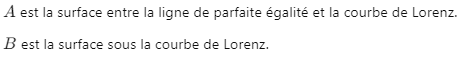 A est la surface entre la ligne de parfaite égalité et la courbe de Lorenz.
B est la surface sous la courbe de Lorenz.